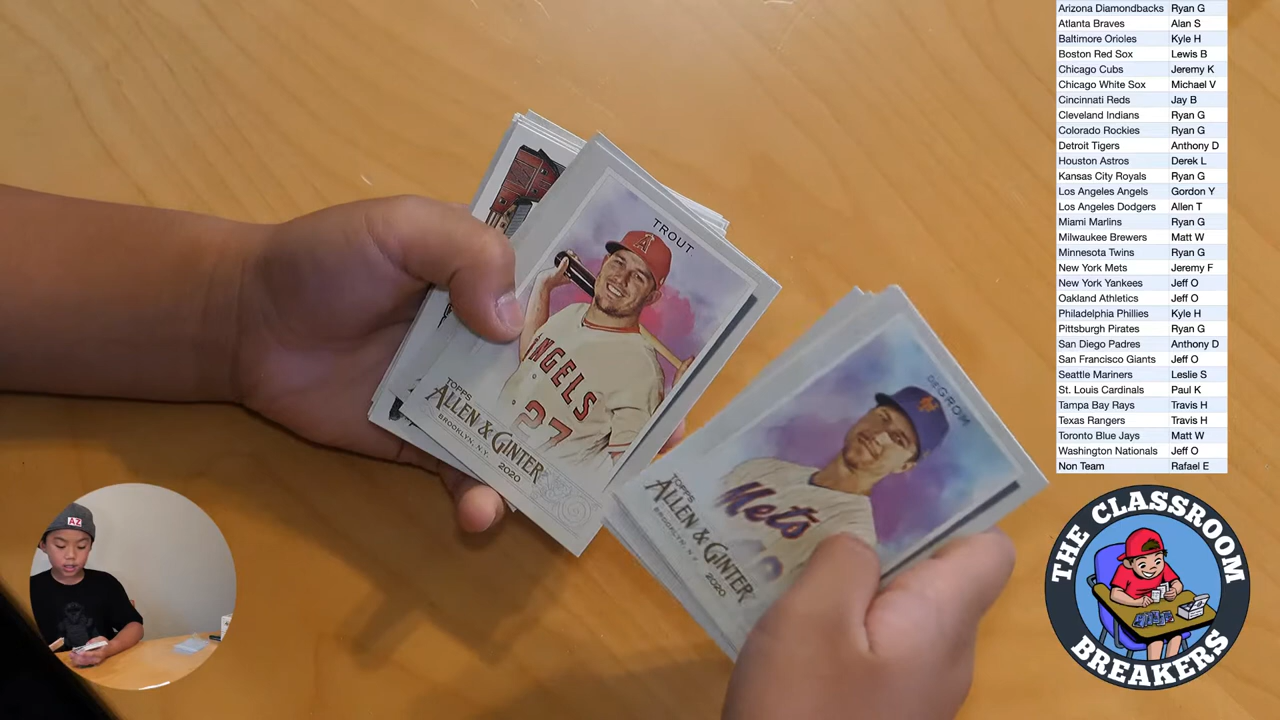 TROUT
A
ANGELS
27
TOPPS
ALLEN & GINTER
BROOKLYN, N.Y.
2020
DEGROM
Mets
TOPPS
ALLEN & GINTER
BROOKLYN, N.Y.
2020
AZ
Arizona Diamondbacks Ryan G
Atlanta Braves Alan S
Baltimore Orioles Kyle H
Boston Red Sox Lewis B
Chicago Cubs Jeremy K
Chicago White Sox Michael V
Cincinnati Reds Jay B
Cleveland Indians Ryan G
Colorado Rockies Ryan G
Detroit Tigers Anthony D
Houston Astros Derek L
Kansas City Royals Ryan G
Los Angeles Angels Gordon Y
Los Angeles Dodgers Allen T
Miami Marlins Ryan G
Milwaukee Brewers Matt W
Minnesota Twins Ryan G
New York Mets Jeremy F
New York Yankees Jeff O
Oakland Athletics Jeff O
Philadelphia Phillies Kyle H
Pittsburgh Pirates Ryan G
San Diego Padres Anthony D
San Francisco Giants Jeff O
Seattle Mariners Leslie S
St. Louis Cardinals Paul K
Tampa Bay Rays Travis H
Texas Rangers Travis H
Toronto Blue Jays Matt W
Washington Nationals Jeff O
Non Team Rafael E
THE CLASSROOM
BREAKERS